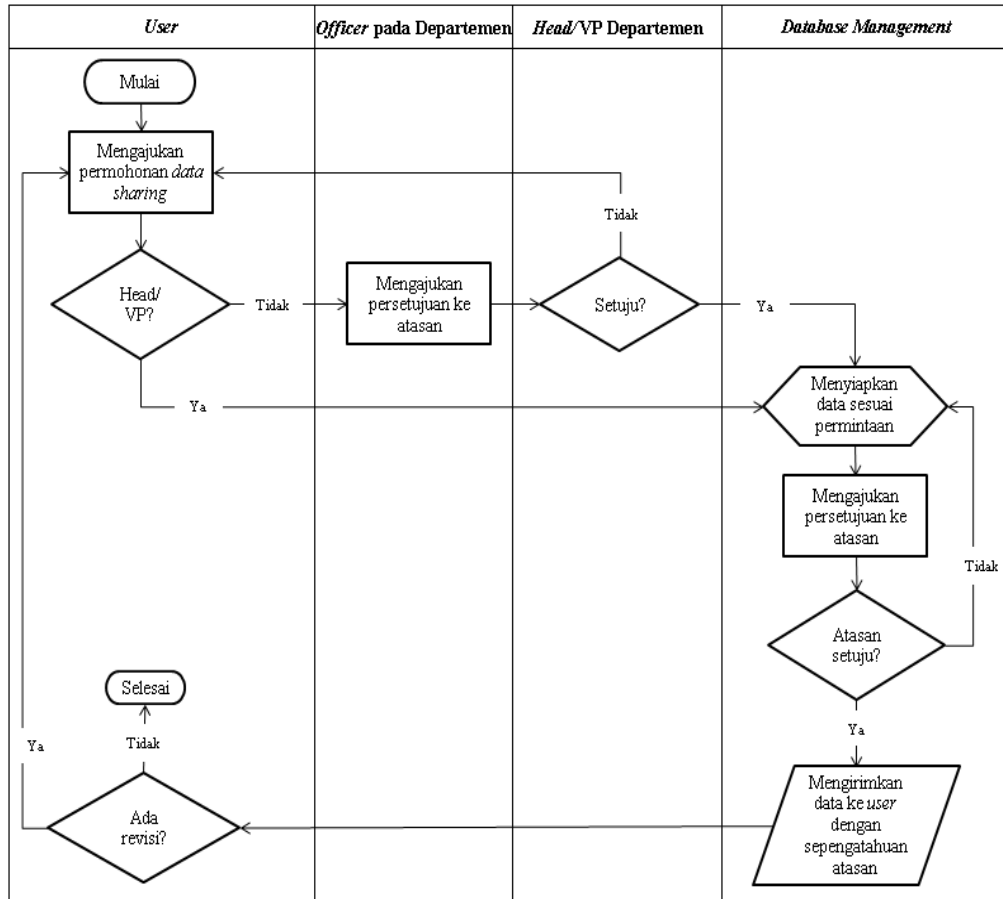 User
Officer pada Departemen
Head/VP Departemen
Database Management
Mulai
Mengajukan
permohonan data
sharing
Tidak
Head/
VP?
Tidak
Mengajukan
persetujuan ke
atasan
Setuju?
Ya
Ya
Menyiapkan
data sesuai
permintaan
Mengajukan
persetujuan ke
atasan
Tidak
Atasan
setuju?
Ya
Selesai
Tidak
Ya
Ada
revisi?
Mengirimkan
data ke user
dengan
sepengatahuan
atasan